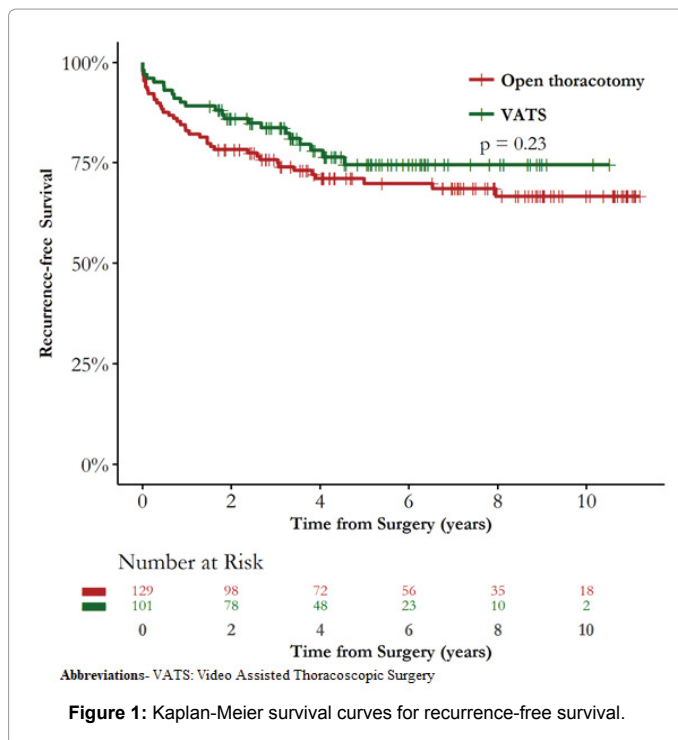 100%
75%
50%
25%
0%
Recurrence-free Survival
Open thoracotomy
VATS
p = 0.23
0 2 4 6 8 10
Time from Surgery (years)
Number at Risk
129 98 72 56 35 18
101 78 48 23 10 2
0 2 4 6 8 10
Time from Surgery (years)
Abbreviations- VATS: Video Assisted Thoracoscopic Surgery
Figure 1: Kaplan-Meier survival curves for recurrence-free survival.